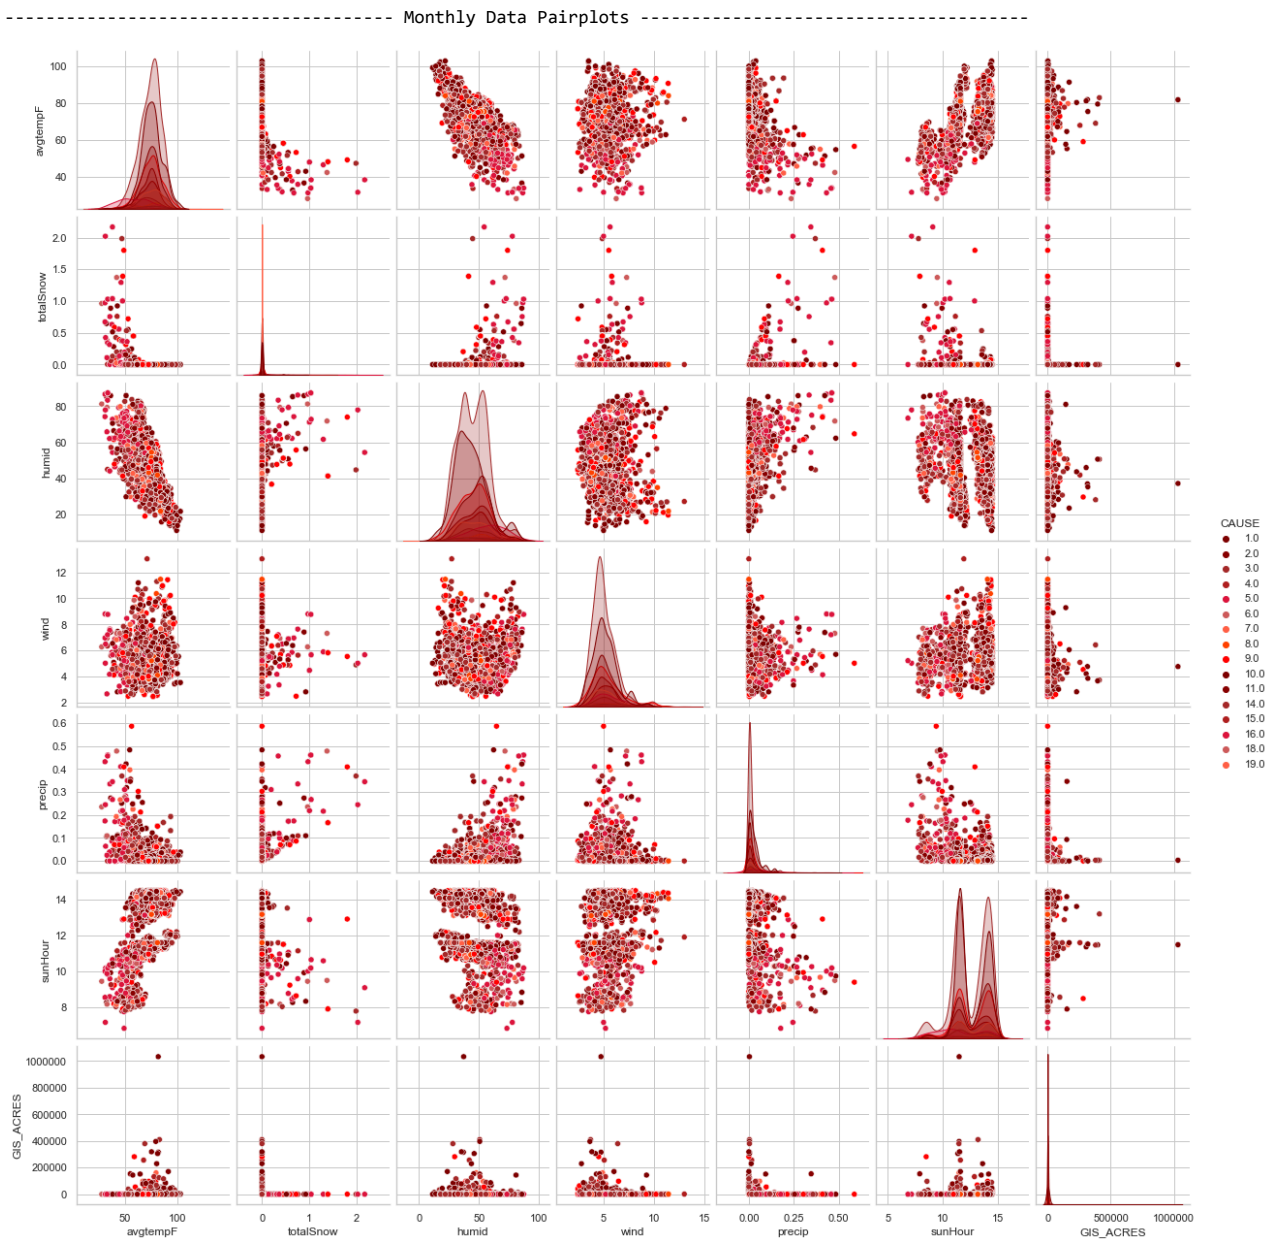 --------------------------------------- Monthly Data Pairplots ---------------------------------------
100
80
60
40
avgtempF
2.0
1.5
1.0
0.5
0.0
totalSnow
80
60
40
20
humid
12
10
8
6
4
2
wind
0.6
0.5
0.4
0.3
0.2
0.1
0.0
precip
14
12
10
8
sunHour
1000000
800000
600000
400000
200000
0
GIS_ACRES
50 100
avgtempF
0 1 2
totalSnow
0 50 100
humid
5 10 15
wind
0.00 0.25 0.50
precip
5 10 15
sunHour
0 500000 1000000
GIS_ACRES
CAUSE
1.0
2.0
3.0
4.0
5.0
6.0
7.0
8.0
9.0
10.0
11.0
14.0
15.0
16.0
18.0
19.0